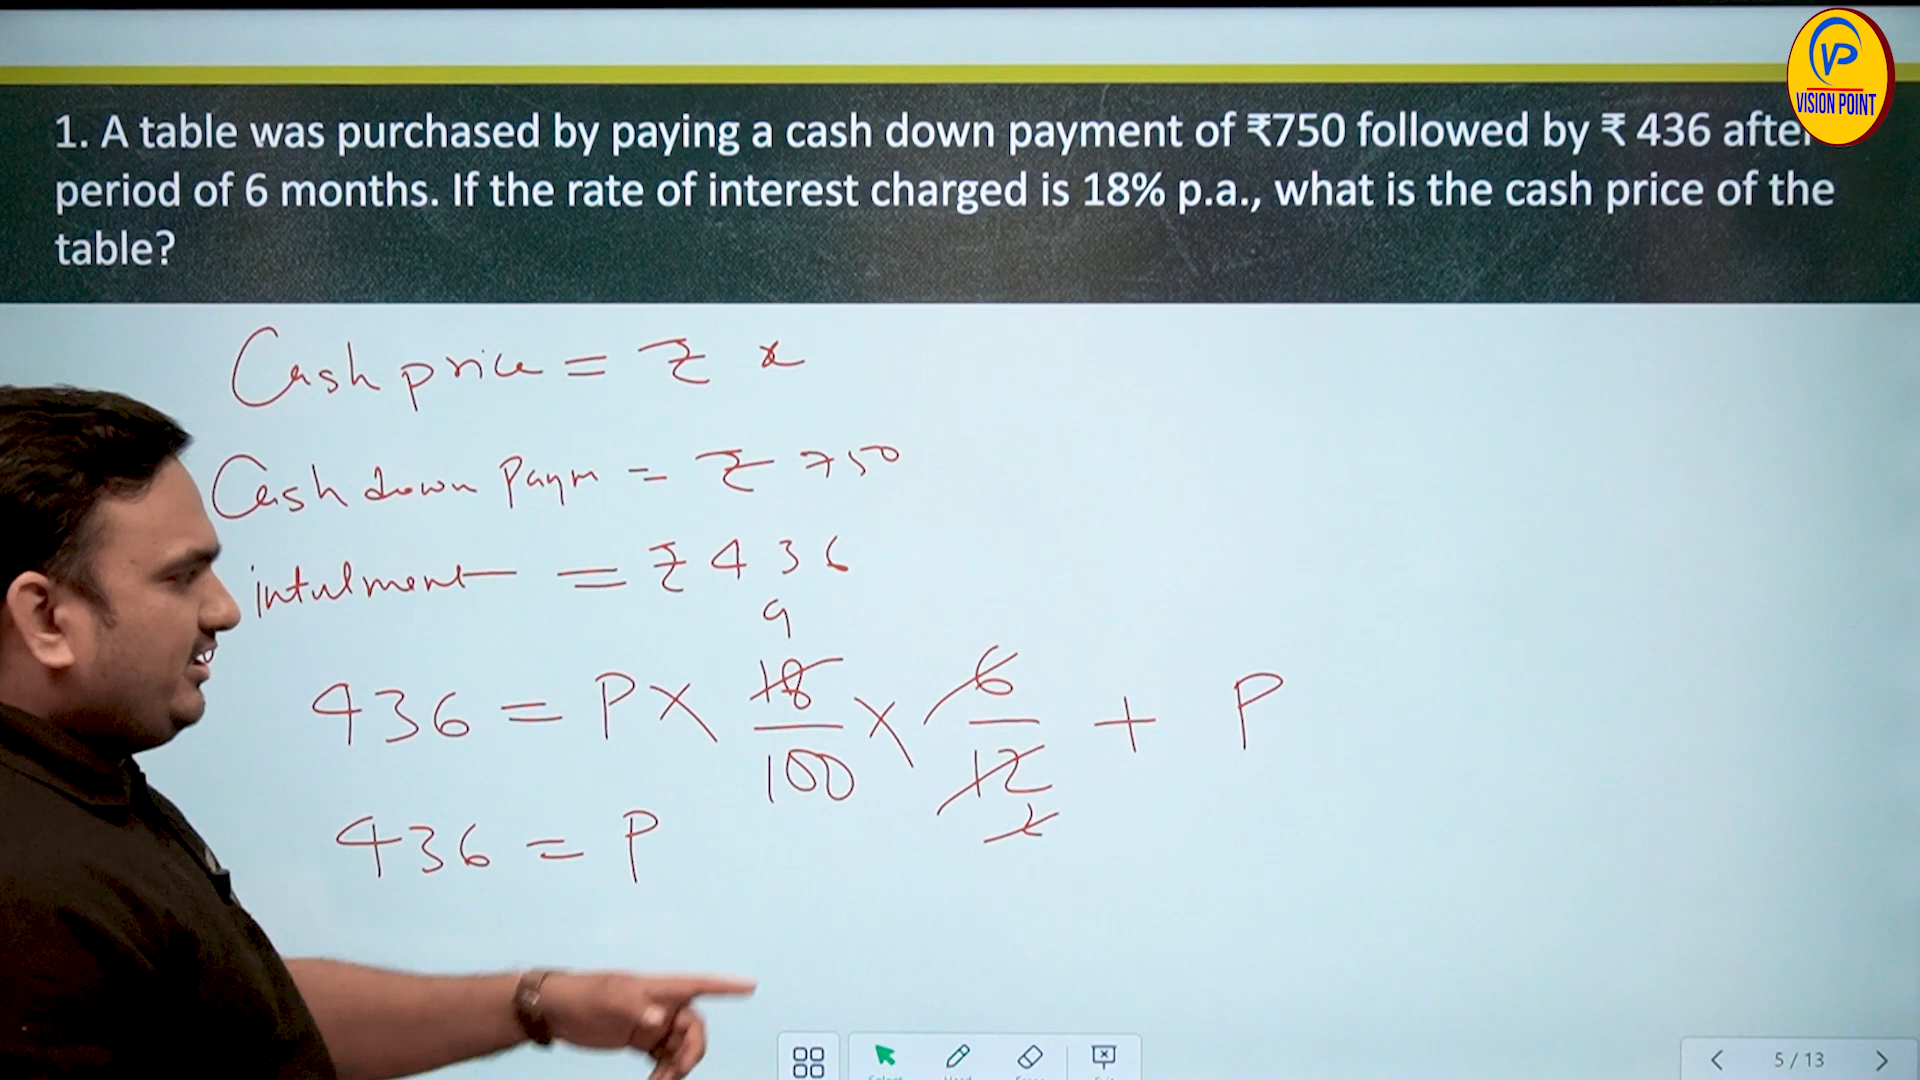 VP
VISION POINT
1. A table was purchased by paying a cash down payment of ₹750 followed by ₹ 436 after
period of 6 months. If the rate of interest charged is 18% p.a., what is the cash price of the
table?
Cash price = ₹ x
Cash down Paym = ₹ 750
intulment = ₹ 436
9
436 = P × 18/100 × 6/12 + P
2
436 = P
5 / 13